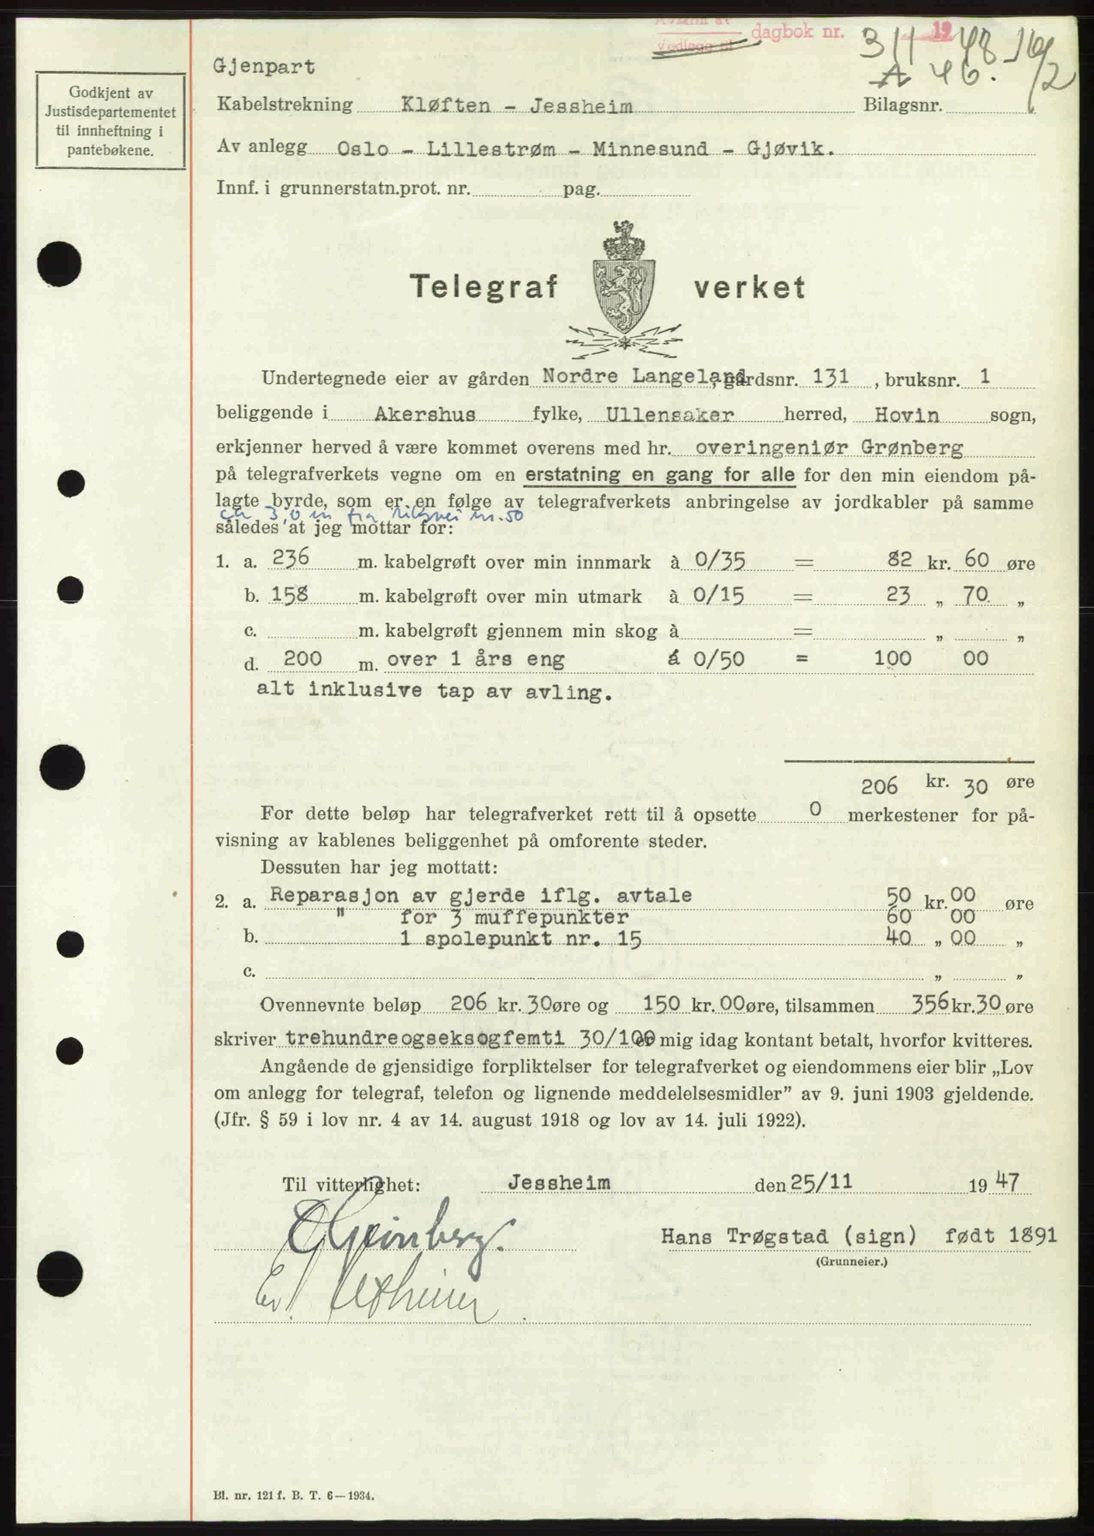 dagbok nr. 311 1948 16/2
A 46.
Gjenpart
Godkjent av
Justisdepartementet
til innheftning i
pantebøkene.
Kabelstrekning Kløften - Jessheim Bilagsnr.
Av anlegg Oslo - Lillestrøm - Minnesund - Gjøvik.
Innf. i grunnerstatn.prot. nr. pag.
Telegraf verket
Undertegnede eier av gården Nordre Langeland, gårdsnr. 131, bruksnr. 1
beliggende i Akershus fylke, Ullensaker herred, Hovin sogn,
erkjenner herved å være kommet overens med hr. overingeniør Grønberg
på telegrafverkets vegne om en erstatning en gang for alle for den min eiendom på-
lagte byrde, som er en følge av telegrafverkets anbringelse av jordkabler på samme
ca 3,0 m fra Riksvei nr. 50
således at jeg mottar for:
1. a. 236 m. kabelgrøft over min innmark à 0/35 = 82 kr. 60 øre
b. 158 m. kabelgrøft over min utmark à 0/15 = 23 „ 70 „
c. m. kabelgrøft gjennem min skog à = „ „
d. 200 m. over 1 års eng á 0/50 = 100 00
alt inklusive tap av avling.
206 kr. 30 øre
For dette beløp har telegrafverket rett til å opsette 0 merkestener for på-
visning av kablenes beliggenhet på omforente steder.
Dessuten har jeg mottatt:
2. a. Reparasjon av gjerde iflg. avtale 50 kr. 00 øre
" for 3 muffepunkter 60 00
b. 1 spolepunkt nr. 15 40 „ 00 „
c. „ „
Ovennevnte beløp 206 kr. 30 øre og 150 kr. 00 øre, tilsammen 356 kr. 30 øre
skriver trehundreogseksogfemti 30/100 mig idag kontant betalt, hvorfor kvitteres.
Angående de gjensidige forpliktelser for telegrafverket og eiendommens eier blir „Lov
om anlegg for telegraf, telefon og lignende meddelelsesmidler” av 9. juni 1903 gjeldende.
(Jfr. § 59 i lov nr. 4 av 14. august 1918 og lov av 14. juli 1922).
Til vitterlighet: Jessheim den 25/11 1947
Grönberg.
Hans Trøgstad (sign) født 1891
(Grunneier.)
Bl. nr. 121 f. B. T. 6—1934.